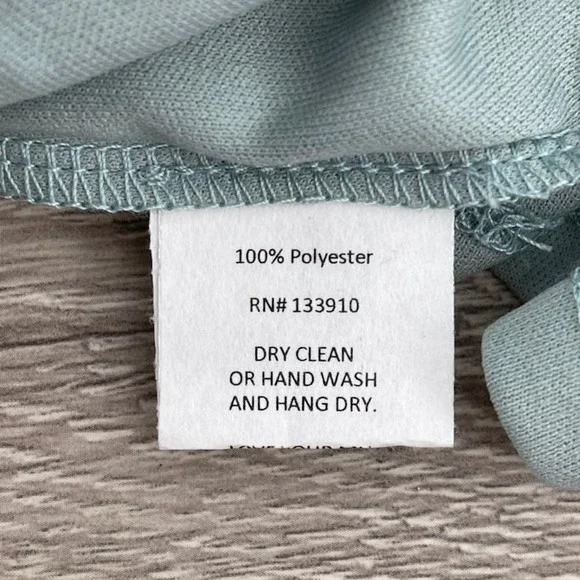 100% Polyester
RN# 133910
DRY CLEAN
OR HAND WASH
AND HANG DRY.